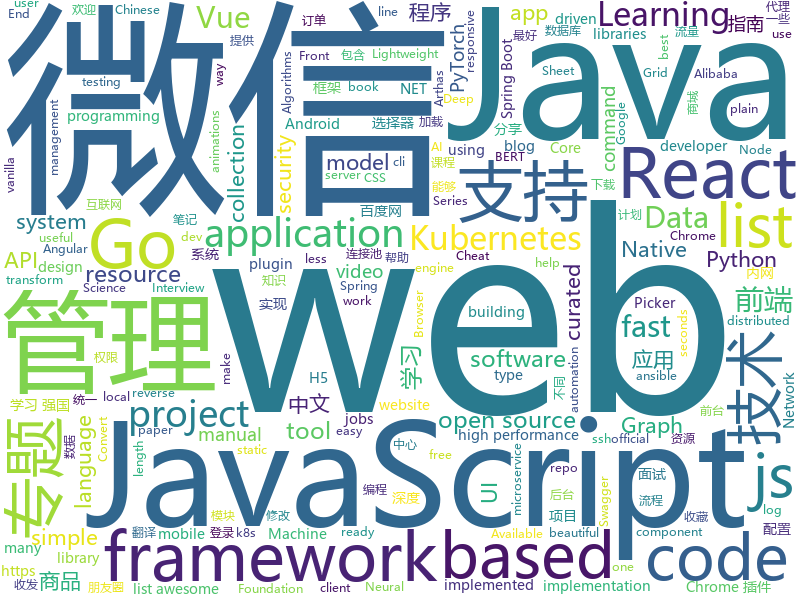 user
End
欢迎
Chinese
Vue
line
订单
程序
app
driven
数据库
流量
代理
一些
提供
Front
包含
Lightweight
Learning
指南
use
way
Algorithms
框架
book
NET
Arthas
PyTorch
responsive
libraries
最好
best
Grid
Alibaba
testing
programming
Android
选择器
加载
Deep
Spring Boot
Sheet
商城
plain
management
vanilla
微信
Java
animations
collection
security
model
cli
server
CSS
AI
课程
BERT
using
blog
分享
NET
Core
command
Google
developer
Node
互联网
笔记
system
useful
Angular
dev
系统
Go
application
百度网
支持
Series
能够
React
下载
计划
Chrome
list
Kubernetes
Data
API
design
resource
plugin
知识
连接池
帮助
Cheat
engine
Native
Python
内网
transform
Science
Interview
Spring
video
less
work
curated
Picker
help
前端
管理
web
实现
building
fast
seconds
distributed
权限
make
H5
学习
software
type
Browser
应用
automation
ansible
技术
学习 强国
统一
local
reverse
中文
jobs
website
不同
前台
Network
专题
数据
Convert
project
manual
easy
open source
Graph
language
length
paper
中心
high performance
sshofficial
资源
JavaScript
tool
static
free
microservice
repo
面试
js
UI
编程
深度
后台
Swagger
流程
log
simple
翻译
模块
修改
mobile
登录
k8s
Available
项目
beautiful
收藏
配置
many
library
Machine
ready
component
framework
based
code
https
收发
商品
朋友圈
list awesome
Foundation
Neural
client
implemented
implementation
one
Chrome 插件